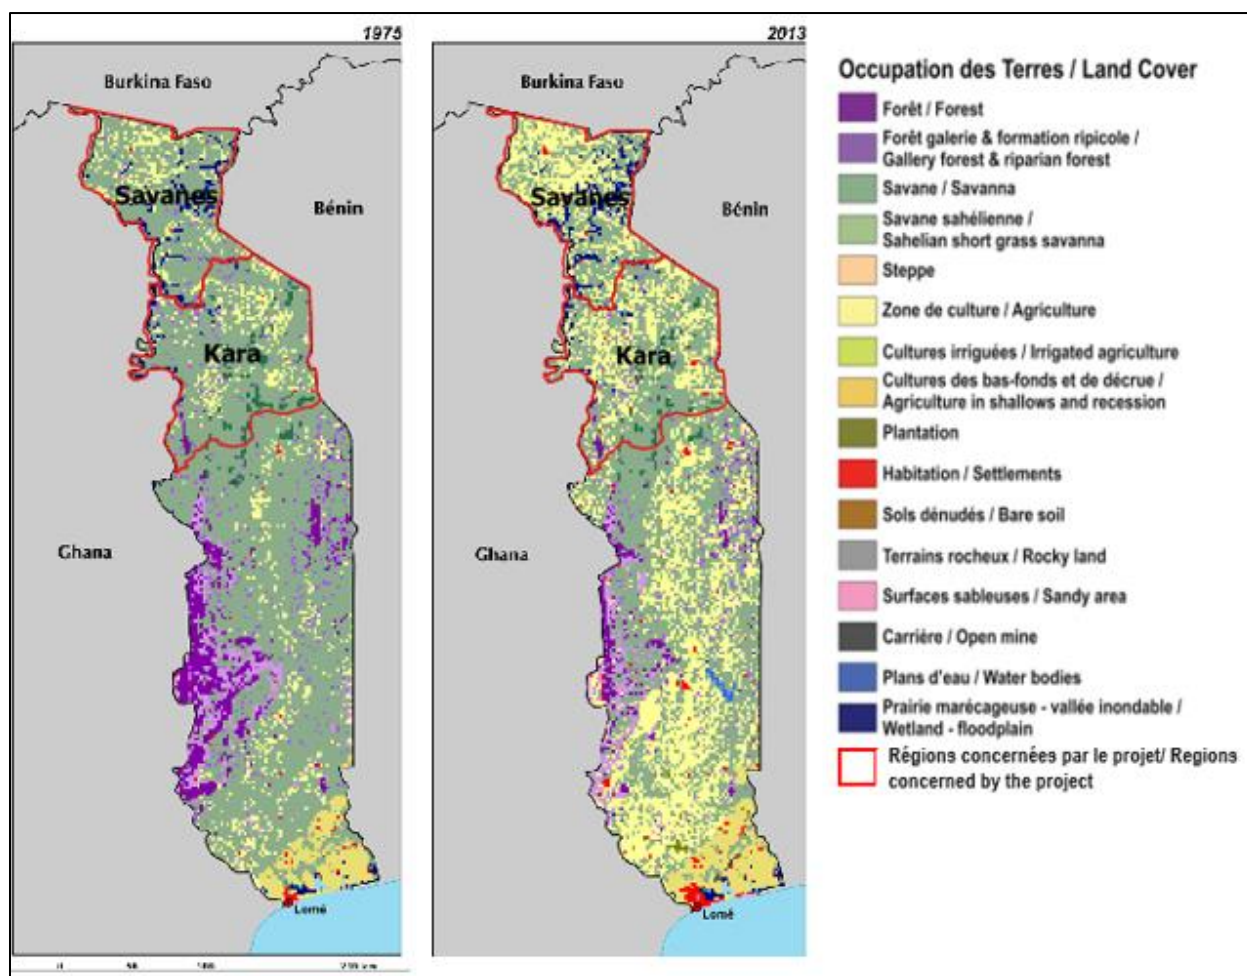 1975
Burkina Faso
Savanes
Bénin
Kara
Ghana
Lomé
2013
Burkina Faso
Savanes
Bénin
Kara
Ghana
Lomé
Occupation des Terres / Land Cover
Forêt / Forest
Forêt galerie & formation ripicole /
Gallery forest & riparian forest
Savane / Savanna
Savane sahélienne /
Sahelian short grass savanna
Steppe
Zone de culture / Agriculture
Cultures irriguées / Irrigated agriculture
Cultures des bas-fonds et de décrue /
Agriculture in shallows and recession
Plantation
Habitation / Settlements
Sols dénudés / Bare soil
Terrains rocheux / Rocky land
Surfaces sableuses / Sandy area
Carrière / Open mine
Plans d'eau / Water bodies
Prairie marécageuse - vallée inondable /
Wetland - floodplain
Régions concernées par le projet/ Regions
concerned by the project